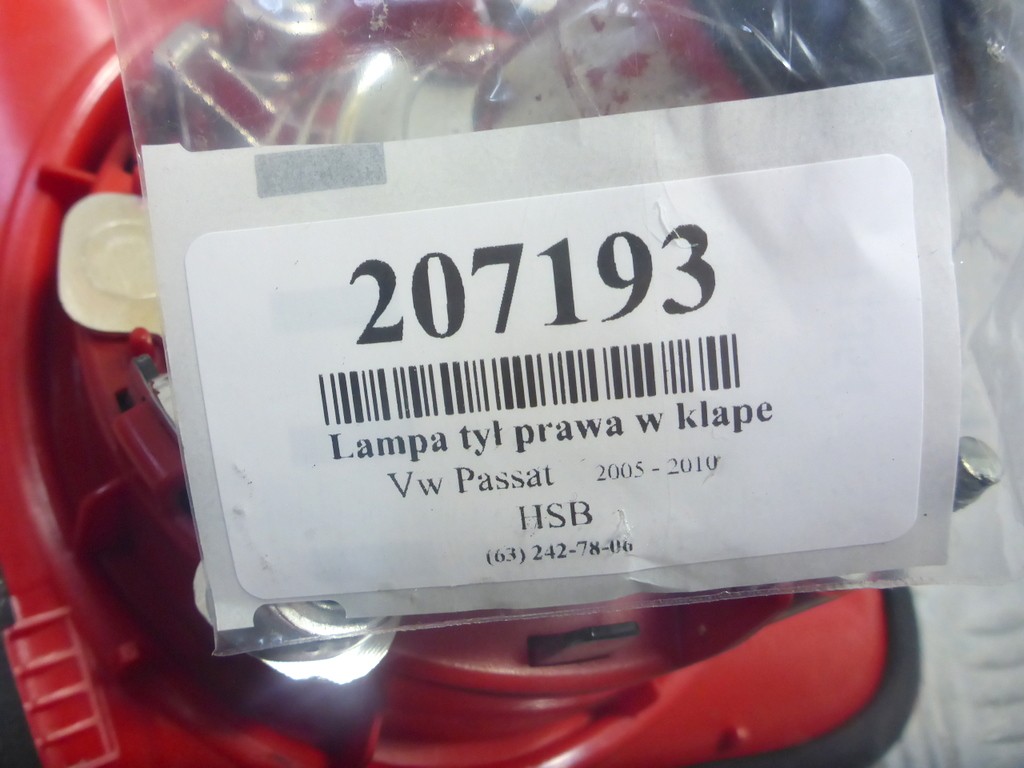 207193
Lampa tył prawa w klape
Vw Passat 2005 - 2010
HSB
(63) 242-78-06